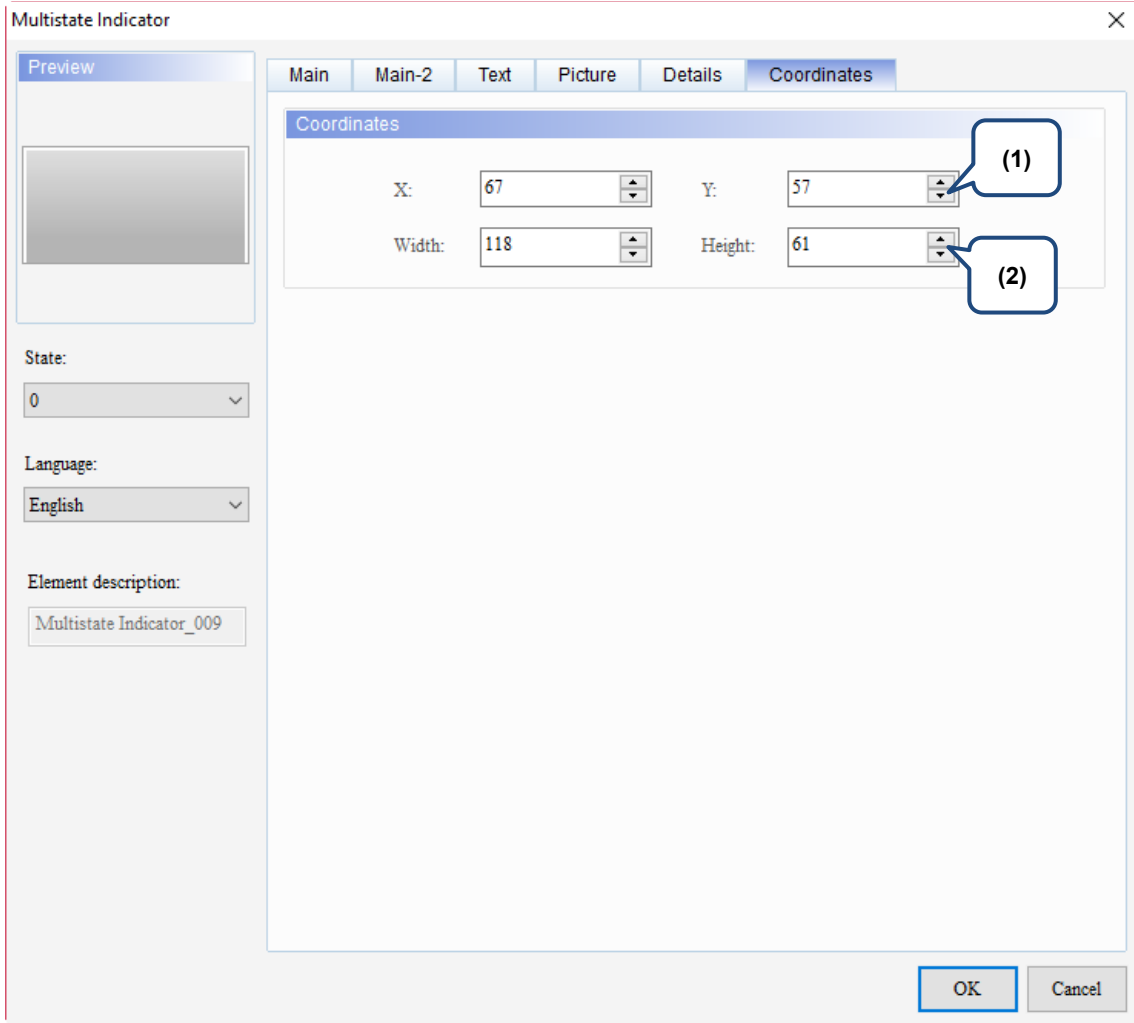 Multistate Indicator
Preview
Main Main-2 Text Picture Details Coordinates
Coordinates
(1)
X: 67 Y: 57
Width: 118 Height: 61
(2)
State:
0
Language:
English
Element description:
Multistate Indicator_009
OK Cancel